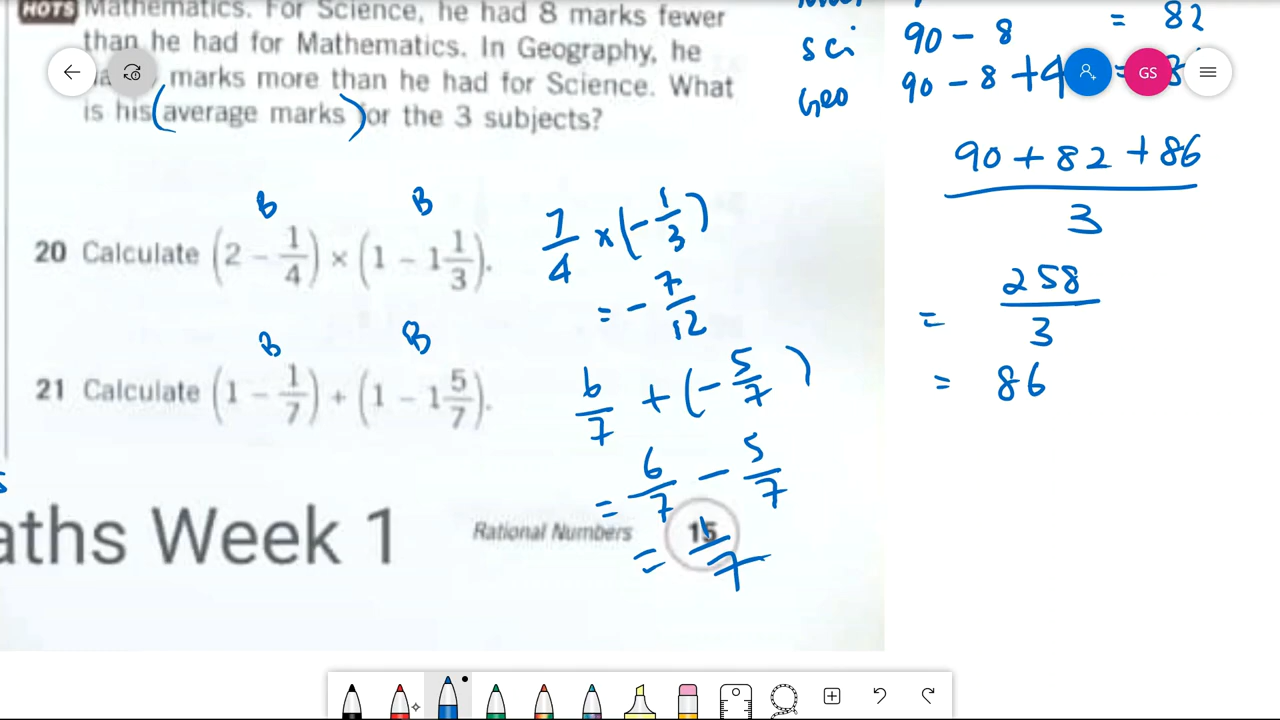 HOTS Mathematics. For Science, he had 8 marks fewer
than he had for Mathematics. In Geography, he
marks more than he had for Science. What
is his (average marks) for the 3 subjects?
sci 90 - 8 = 82
Geo 90 - 8 + 4 =
90 + 82 + 86
3
= 258/3
= 86
B B
20 Calculate (2 - 1/4) × (1 - 1 1/3).
7/4 × (- 1/3)
= - 7/12
B B
21 Calculate (1 - 1/7) + (1 - 1 5/7).
6/7 + (- 5/7)
= 6/7 - 5/7
= 1/7
aths Week 1
Rational Numbers 15
GS